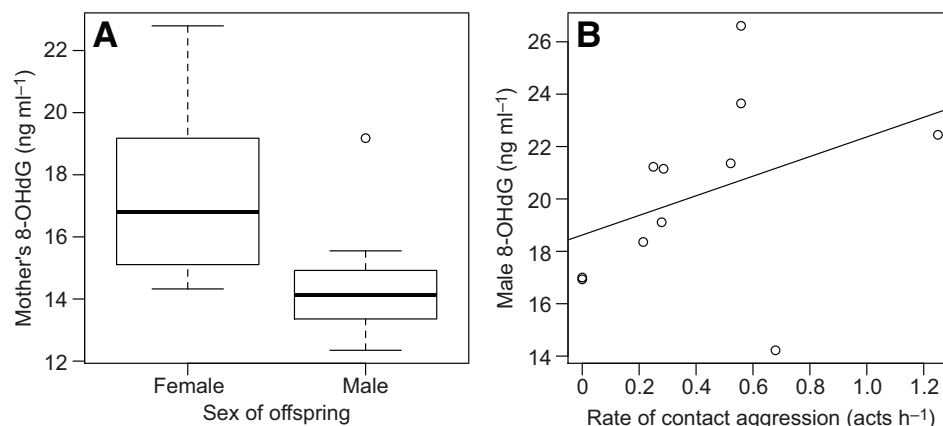 A
Mother's 8-OHdG (ng ml–1)
22
20
18
16
14
12
Female Male
Sex of offspring
B
Male 8-OHdG (ng ml–1)
26
24
22
20
18
16
14
0 0.2 0.4 0.6 0.8 1.0 1.2
Rate of contact aggression (acts h–1)